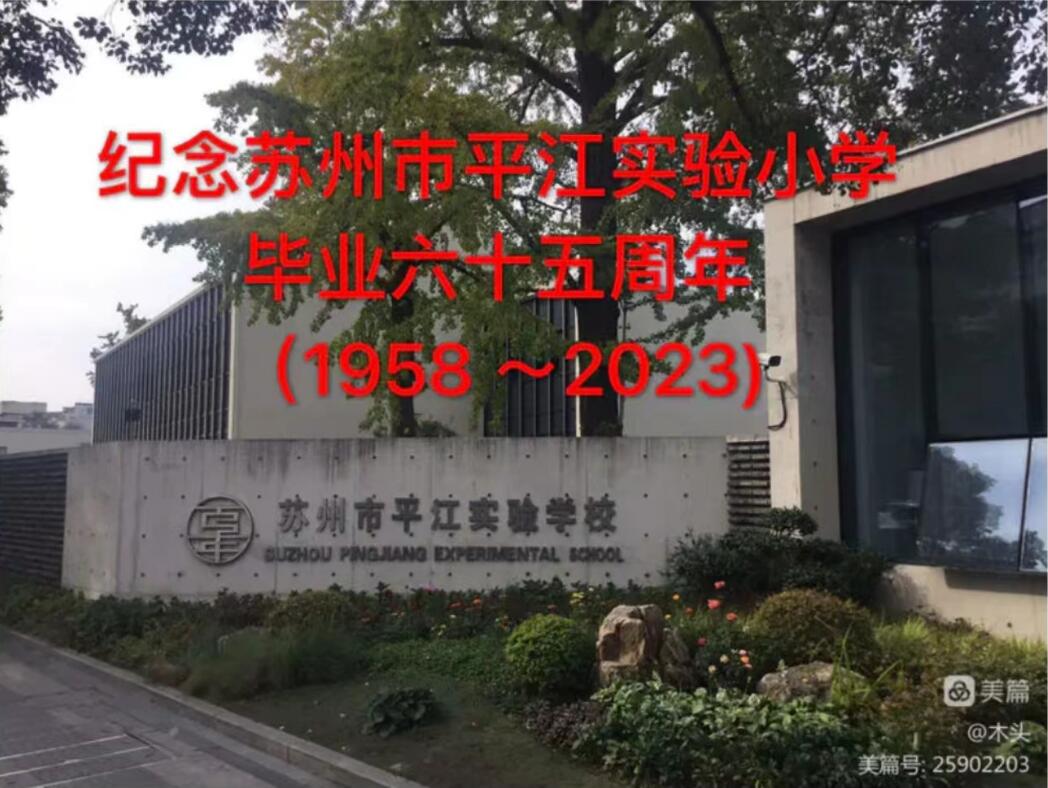 纪念苏州市平江实验小学
毕业六十五周年
（1958 ～2023)
苏州市平江实验学校
SUZHOU PINGJIANG EXPERIMENTAL SCHOOL
美篇
@木头
美篇号: 25902203